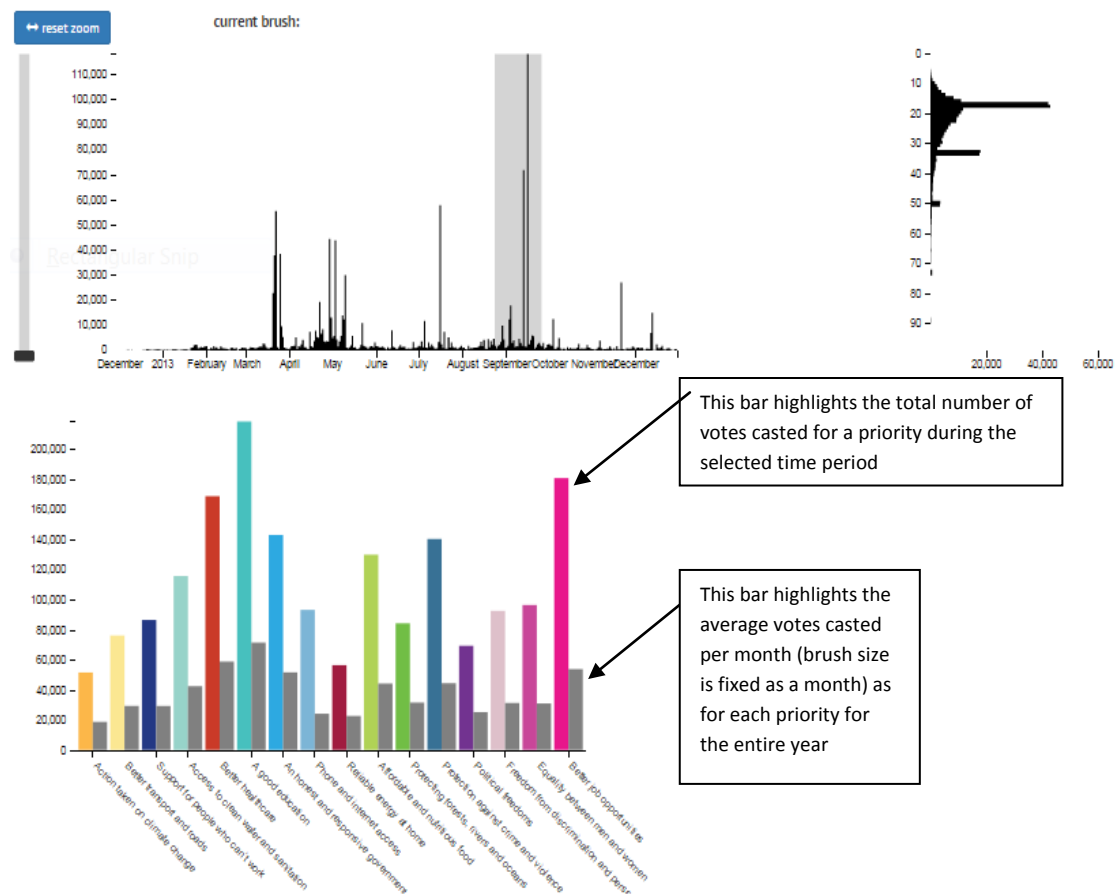 reset zoom
current brush:
110,000
100,000
90,000
80,000
70,000
60,000
50,000
40,000
30,000
20,000
10,000
0
December 2013 February March April May June July August September October November December
Rectangular Snip
0
10
20
30
40
50
60
70
80
90
20,000 40,000 60,000
This bar highlights the total number of
votes casted for a priority during the
selected time period
200,000
180,000
160,000
140,000
120,000
100,000
80,000
60,000
40,000
20,000
0
This bar highlights the
average votes casted
per month (brush size
is fixed as a month) as
for each priority for
the entire year
Action taken on climate change
Better transport and roads
Support for people who can't work
Access to clean water and sanitation
Better healthcare
A good education
An honest and responsive government
Phone and internet access
Reliable energy at home
Affordable and nutritious food
Protecting forests, rivers and oceans
Protection against crime and violence
Political freedoms
Freedom from discrimination and perse
Equality between men and women
Better job opportunities